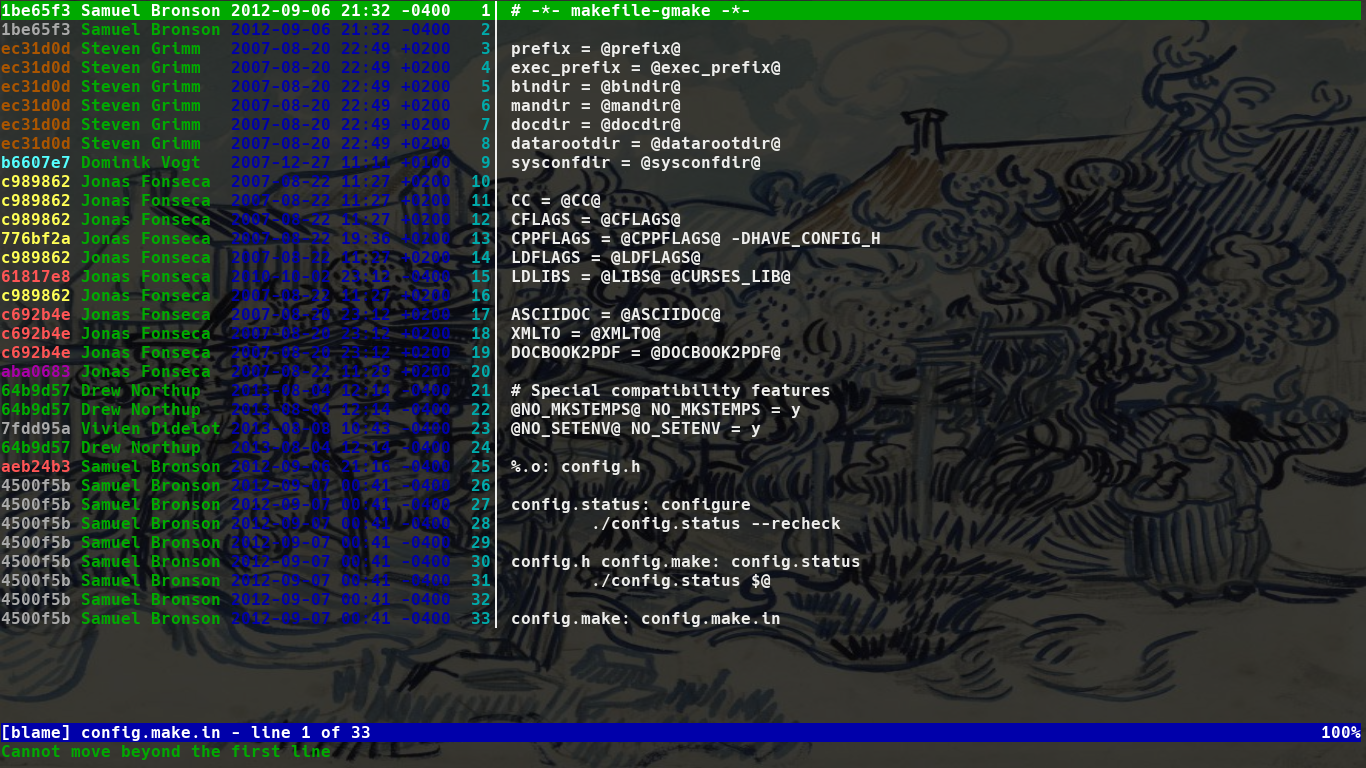 1be65f3 Samuel Bronson 2012-09-06 21:32 -0400   1 # -*- makefile-gmake -*-
1be65f3 Samuel Bronson 2012-09-06 21:32 -0400   2
ec31d0d Steven Grimm   2007-08-20 22:49 +0200   3 prefix = @prefix@
ec31d0d Steven Grimm   2007-08-20 22:49 +0200   4 exec_prefix = @exec_prefix@
ec31d0d Steven Grimm   2007-08-20 22:49 +0200   5 bindir = @bindir@
ec31d0d Steven Grimm   2007-08-20 22:49 +0200   6 mandir = @mandir@
ec31d0d Steven Grimm   2007-08-20 22:49 +0200   7 docdir = @docdir@
ec31d0d Steven Grimm   2007-08-20 22:49 +0200   8 datarootdir = @datarootdir@
b6607e7 Dominik Vogt   2007-12-27 11:11 +0100   9 sysconfdir = @sysconfdir@
c989862 Jonas Fonseca  2007-08-22 11:27 +0200  10
c989862 Jonas Fonseca  2007-08-22 11:27 +0200  11 CC = @CC@
c989862 Jonas Fonseca  2007-08-22 11:27 +0200  12 CFLAGS = @CFLAGS@
776bf2a Jonas Fonseca  2007-08-22 19:36 +0200  13 CPPFLAGS = @CPPFLAGS@ -DHAVE_CONFIG_H
c989862 Jonas Fonseca  2007-08-22 11:27 +0200  14 LDFLAGS = @LDFLAGS@
61817e8 Jonas Fonseca  2010-10-02 23:12 -0400  15 LDLIBS = @LIBS@ @CURSES_LIB@
c989862 Jonas Fonseca  2007-08-22 11:27 +0200  16
c692b4e Jonas Fonseca  2007-08-20 23:12 +0200  17 ASCIIDOC = @ASCIIDOC@
c692b4e Jonas Fonseca  2007-08-20 23:12 +0200  18 XMLTO = @XMLTO@
c692b4e Jonas Fonseca  2007-08-20 23:12 +0200  19 DOCBOOK2PDF = @DOCBOOK2PDF@
aba0683 Jonas Fonseca  2007-08-22 11:29 +0200  20
64b9d57 Drew Northup   2013-08-04 12:14 -0400  21 # Special compatibility features
64b9d57 Drew Northup   2013-08-04 12:14 -0400  22 @NO_MKSTEMPS@ NO_MKSTEMPS = y
7fdd95a Vivien Didelot 2013-08-09 10:43 -0400  23 @NO_SETENV@ NO_SETENV = y
64b9d57 Drew Northup   2013-08-04 12:14 -0400  24
aeb24b3 Samuel Bronson 2012-09-06 21:16 -0400  25 %.o: config.h
4500f5b Samuel Bronson 2012-09-07 00:41 -0400  26
4500f5b Samuel Bronson 2012-09-07 00:41 -0400  27 config.status: configure
4500f5b Samuel Bronson 2012-09-07 00:41 -0400  28         ./config.status --recheck
4500f5b Samuel Bronson 2012-09-07 00:41 -0400  29
4500f5b Samuel Bronson 2012-09-07 00:41 -0400  30 config.h config.make: config.status
4500f5b Samuel Bronson 2012-09-07 00:41 -0400  31         ./config.status $@
4500f5b Samuel Bronson 2012-09-07 00:41 -0400  32
4500f5b Samuel Bronson 2012-09-07 00:41 -0400  33 config.make: config.make.in
[blame] config.make.in - line 1 of 33 100%
Cannot move beyond the first line